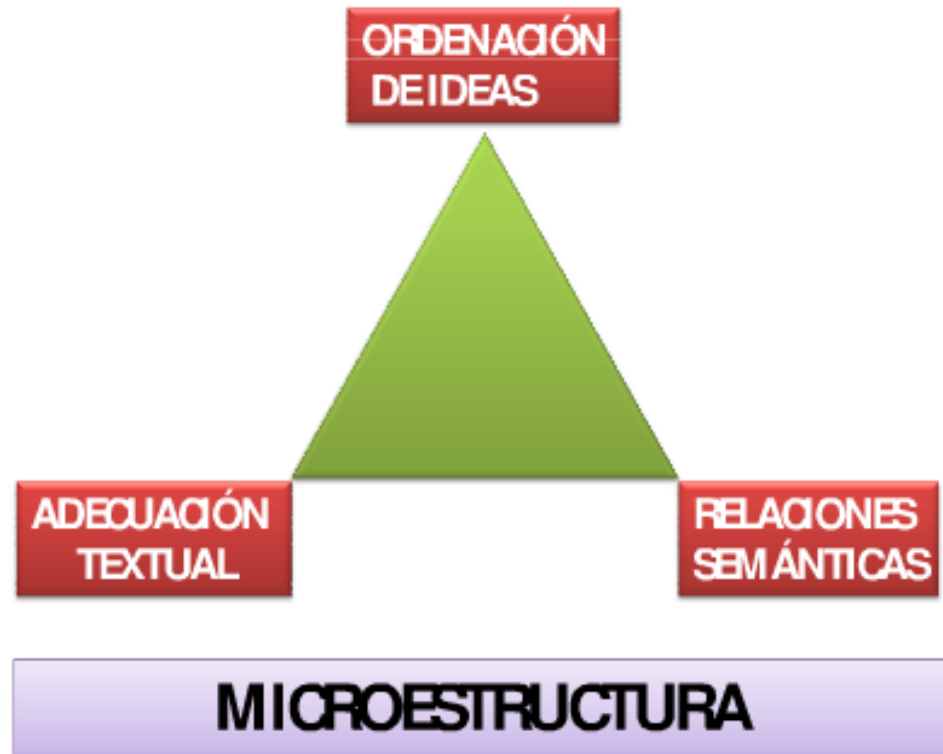 ORDENACIÓN
DE IDEAS
ADECUACIÓN
TEXTUAL
RELACIONES
SEMÁNTICAS
MICROESTRUCTURA